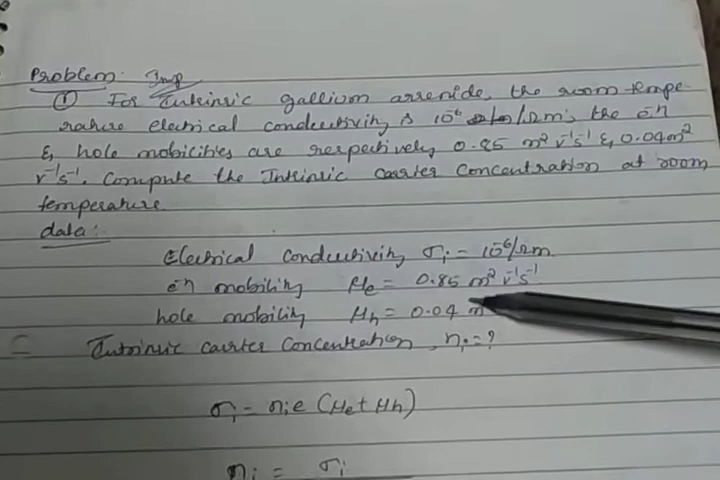 Problem: Imp
① For Intrinsic gallium arsenide, the room tempe-
rature electrical conductivity is 10⁻⁶ /Ωm, the en
& hole mobilities are respectively 0.85 m² v⁻¹s⁻¹ & 0.04m²
v⁻¹s⁻¹. Compute the Intrinsic carrier concentration at room
temperature
data:
Electrical conductivity σi = 10⁻⁶/Ωm
en mobility μe = 0.85 m² v⁻¹s⁻¹
hole mobility μh = 0.04 m
Intrinsic carrier concentration, ni = ?
σi = nie (μe + μh)
ni = σi